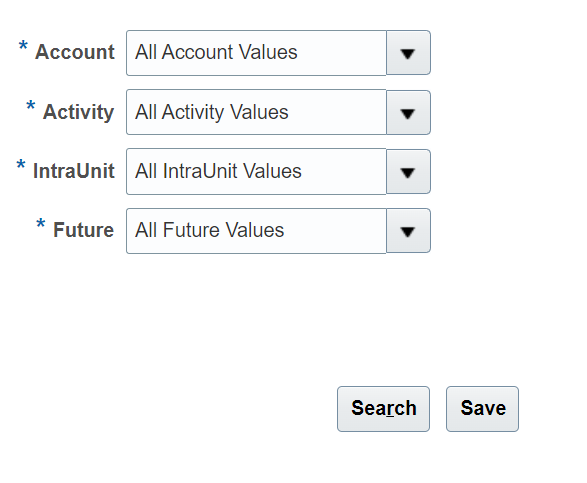 * Account All Account Values
* Activity All Activity Values
* IntraUnit All IntraUnit Values
* Future All Future Values
Search Save